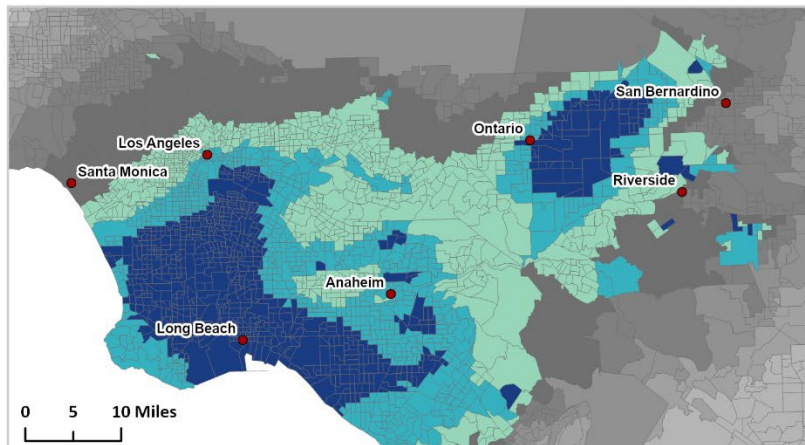 San Bernardino
Ontario
Los Angeles
Santa Monica
Riverside
Anaheim
Long Beach
0 5 10 Miles